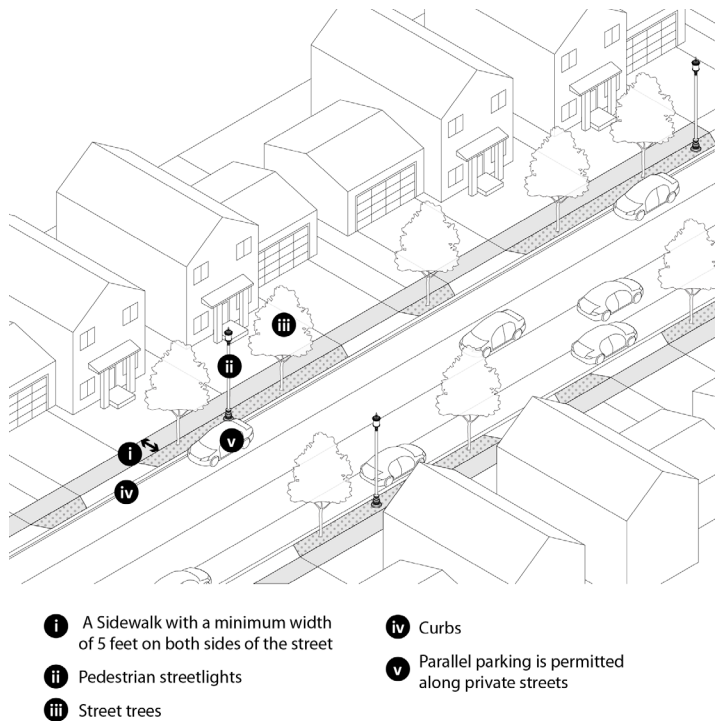 iii
ii
v
i
iv
i A Sidewalk with a minimum width
of 5 feet on both sides of the street
ii Pedestrian streetlights
iii Street trees
iv Curbs
v Parallel parking is permitted
along private streets